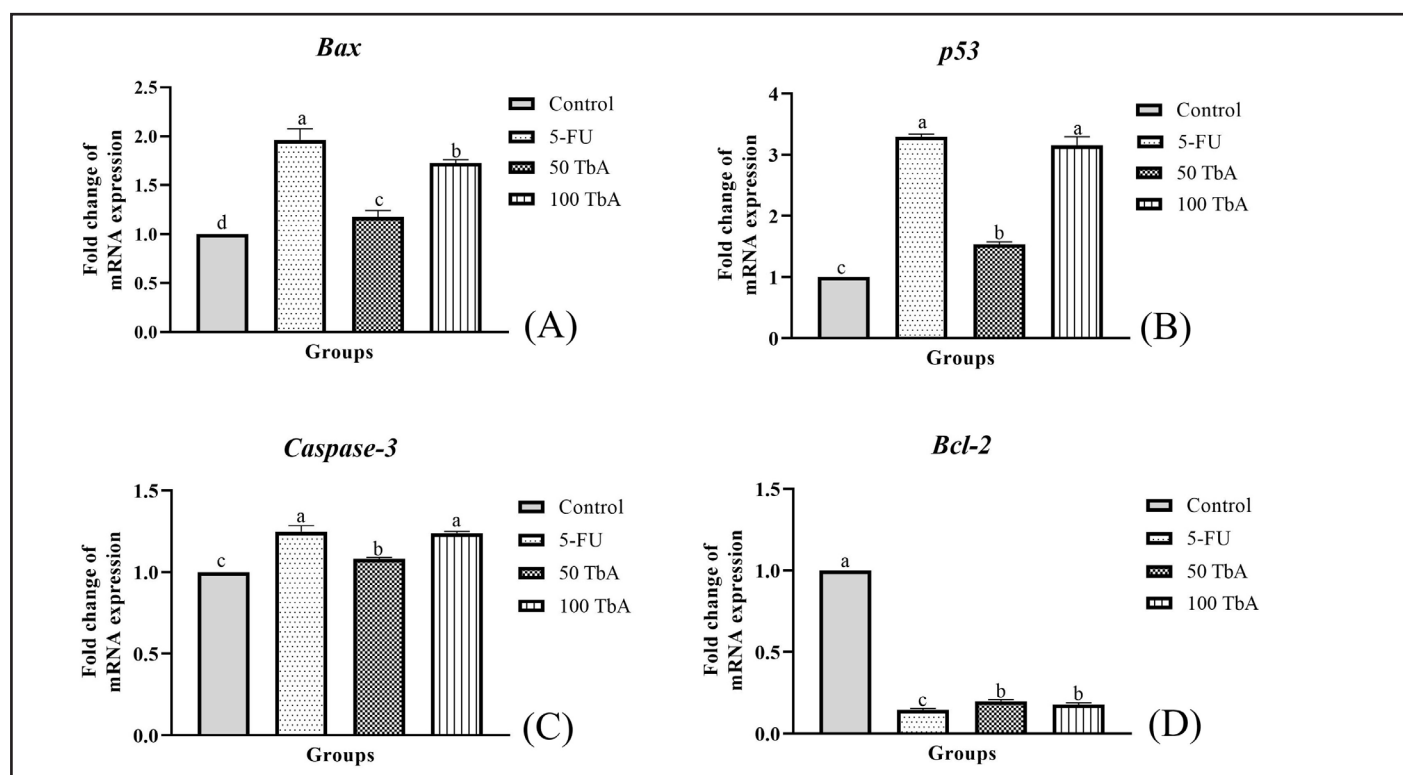 Bax
Fold change of
mRNA expression
2.5
2.0
1.5
1.0
0.5
0.0
d
a
c
b
Groups
Control
5-FU
50 TbA
100 TbA
(A)
p53
Fold change of
mRNA expression
4
3
2
1
0
c
a
b
a
Groups
Control
5-FU
50 TbA
100 TbA
(B)
Caspase-3
Fold change of
mRNA expression
1.5
1.0
0.5
0.0
c
a
b
a
Groups
Control
5-FU
50 TbA
100 TbA
(C)
Bcl-2
Fold change of
mRNA expression
1.5
1.0
0.5
0.0
a
c
b
b
Groups
Control
5-FU
50 TbA
100 TbA
(D)